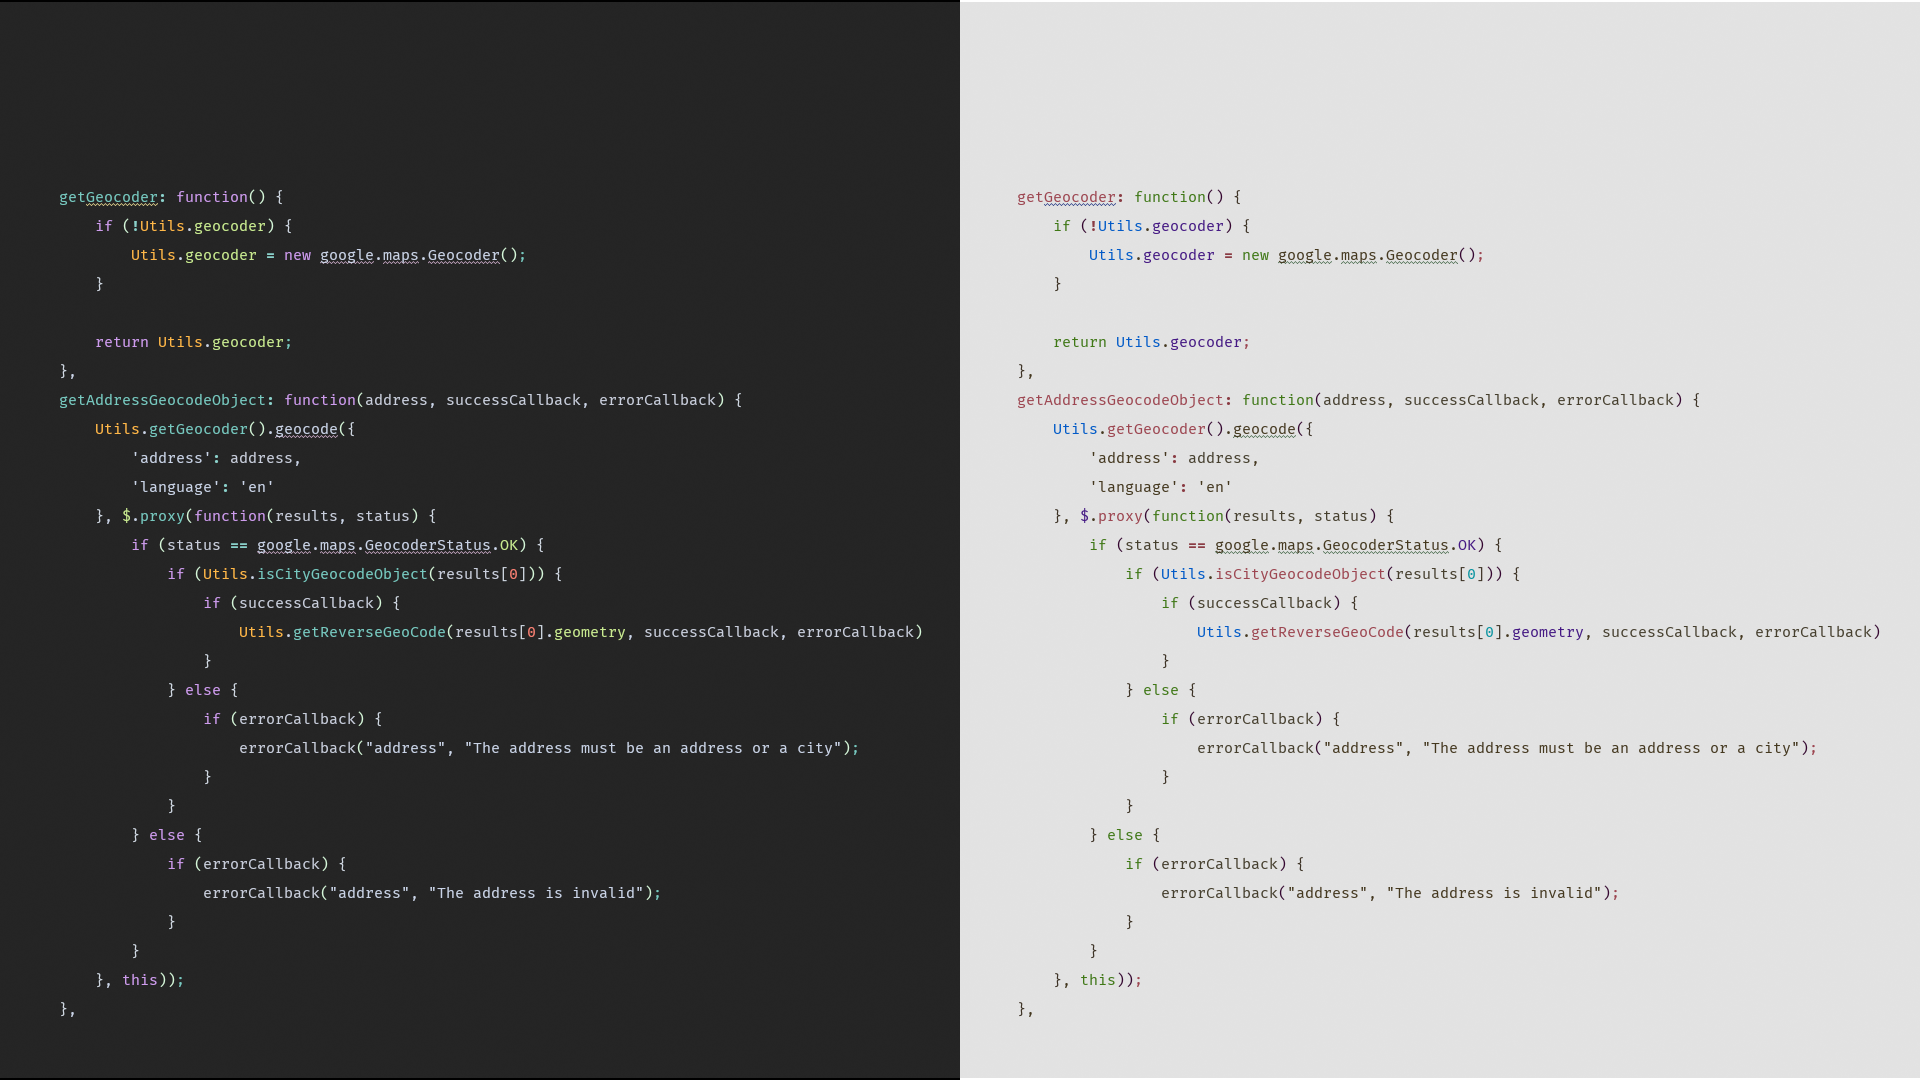 getGeocoder: function() {
    if (!Utils.geocoder) {
        Utils.geocoder = new google.maps.Geocoder();
    }

    return Utils.geocoder;
},
getAddressGeocodeObject: function(address, successCallback, errorCallback) {
    Utils.getGeocoder().geocode({
        'address': address,
        'language': 'en'
    }, $.proxy(function(results, status) {
        if (status == google.maps.GeocoderStatus.OK) {
            if (Utils.isCityGeocodeObject(results[0])) {
                if (successCallback) {
                    Utils.getReverseGeoCode(results[0].geometry, successCallback, errorCallback)
                }
            } else {
                if (errorCallback) {
                    errorCallback("address", "The address must be an address or a city");
                }
            }
        } else {
            if (errorCallback) {
                errorCallback("address", "The address is invalid");
            }
        }
    }, this));
},
getGeocoder: function() {
    if (!Utils.geocoder) {
        Utils.geocoder = new google.maps.Geocoder();
    }

    return Utils.geocoder;
},
getAddressGeocodeObject: function(address, successCallback, errorCallback) {
    Utils.getGeocoder().geocode({
        'address': address,
        'language': 'en'
    }, $.proxy(function(results, status) {
        if (status == google.maps.GeocoderStatus.OK) {
            if (Utils.isCityGeocodeObject(results[0])) {
                if (successCallback) {
                    Utils.getReverseGeoCode(results[0].geometry, successCallback, errorCallback)
                }
            } else {
                if (errorCallback) {
                    errorCallback("address", "The address must be an address or a city");
                }
            }
        } else {
            if (errorCallback) {
                errorCallback("address", "The address is invalid");
            }
        }
    }, this));
},